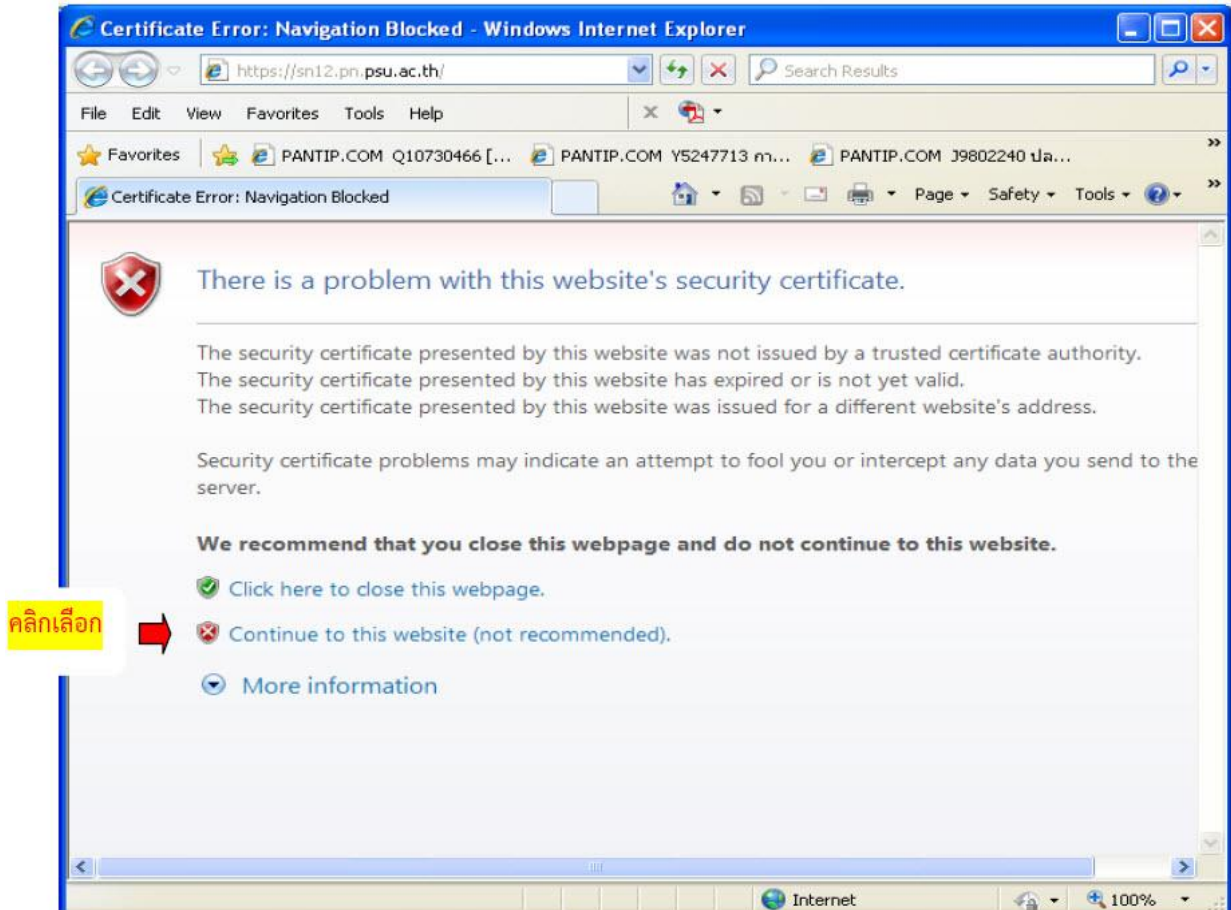 Certificate Error: Navigation Blocked - Windows Internet Explorer
https://sn12.pn.psu.ac.th/
Search Results
File Edit View Favorites Tools Help
Favorites PANTIP.COM Q10730466 [... PANTIP.COM Y5247713 กา... PANTIP.COM J9802240 ปล...
Certificate Error: Navigation Blocked
Page Safety Tools
There is a problem with this website's security certificate.
The security certificate presented by this website was not issued by a trusted certificate authority.
The security certificate presented by this website has expired or is not yet valid.
The security certificate presented by this website was issued for a different website's address.
Security certificate problems may indicate an attempt to fool you or intercept any data you send to the
server.
We recommend that you close this webpage and do not continue to this website.
Click here to close this webpage.
คลิกเลือก
Continue to this website (not recommended).
More information
Internet
100%